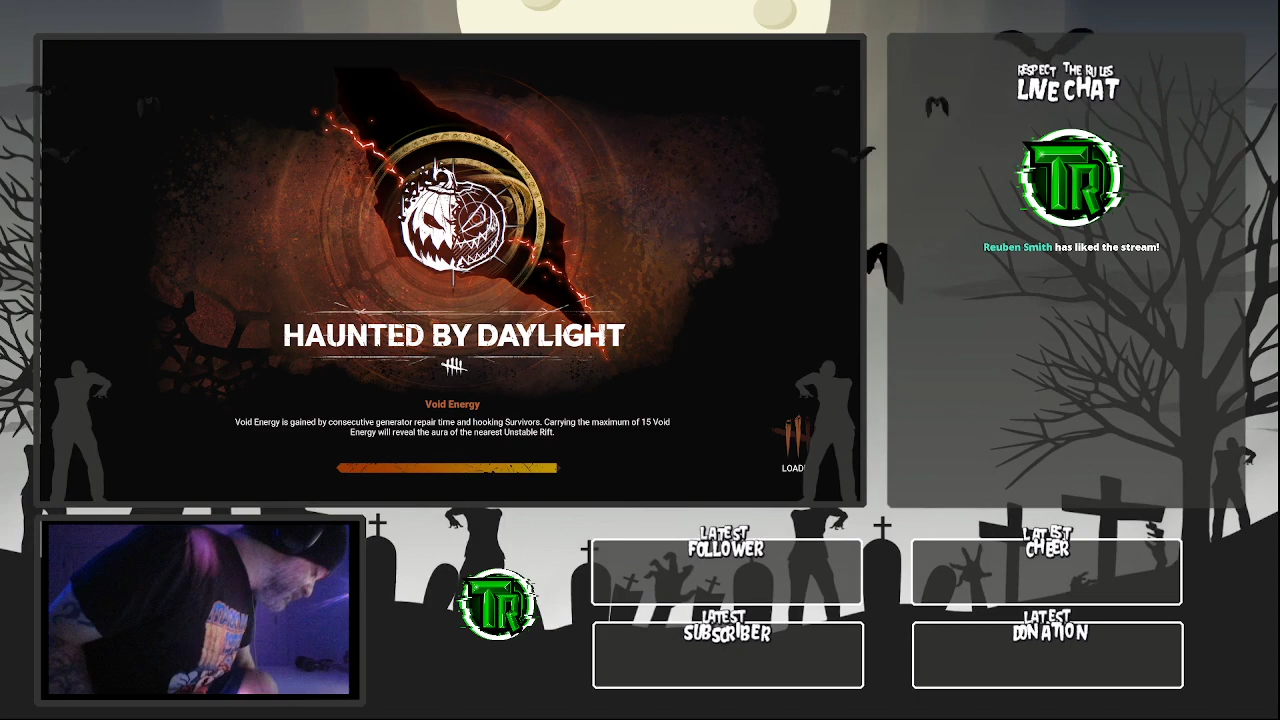 RESPECT THE RULES
LIVE CHAT
TR
Reuben Smith has liked the stream!
HAUNTED BY DAYLIGHT
Void Energy
Void Energy is gained by consecutive generator repair time and hooking Survivors. Carrying the maximum of 15 Void
Energy will reveal the aura of the nearest Unstable Rift.
LOAD
TR
LATEST
FOLLOWER
LATEST
CHEER
LATEST
SUBSCRIBER
LATEST
DONATION